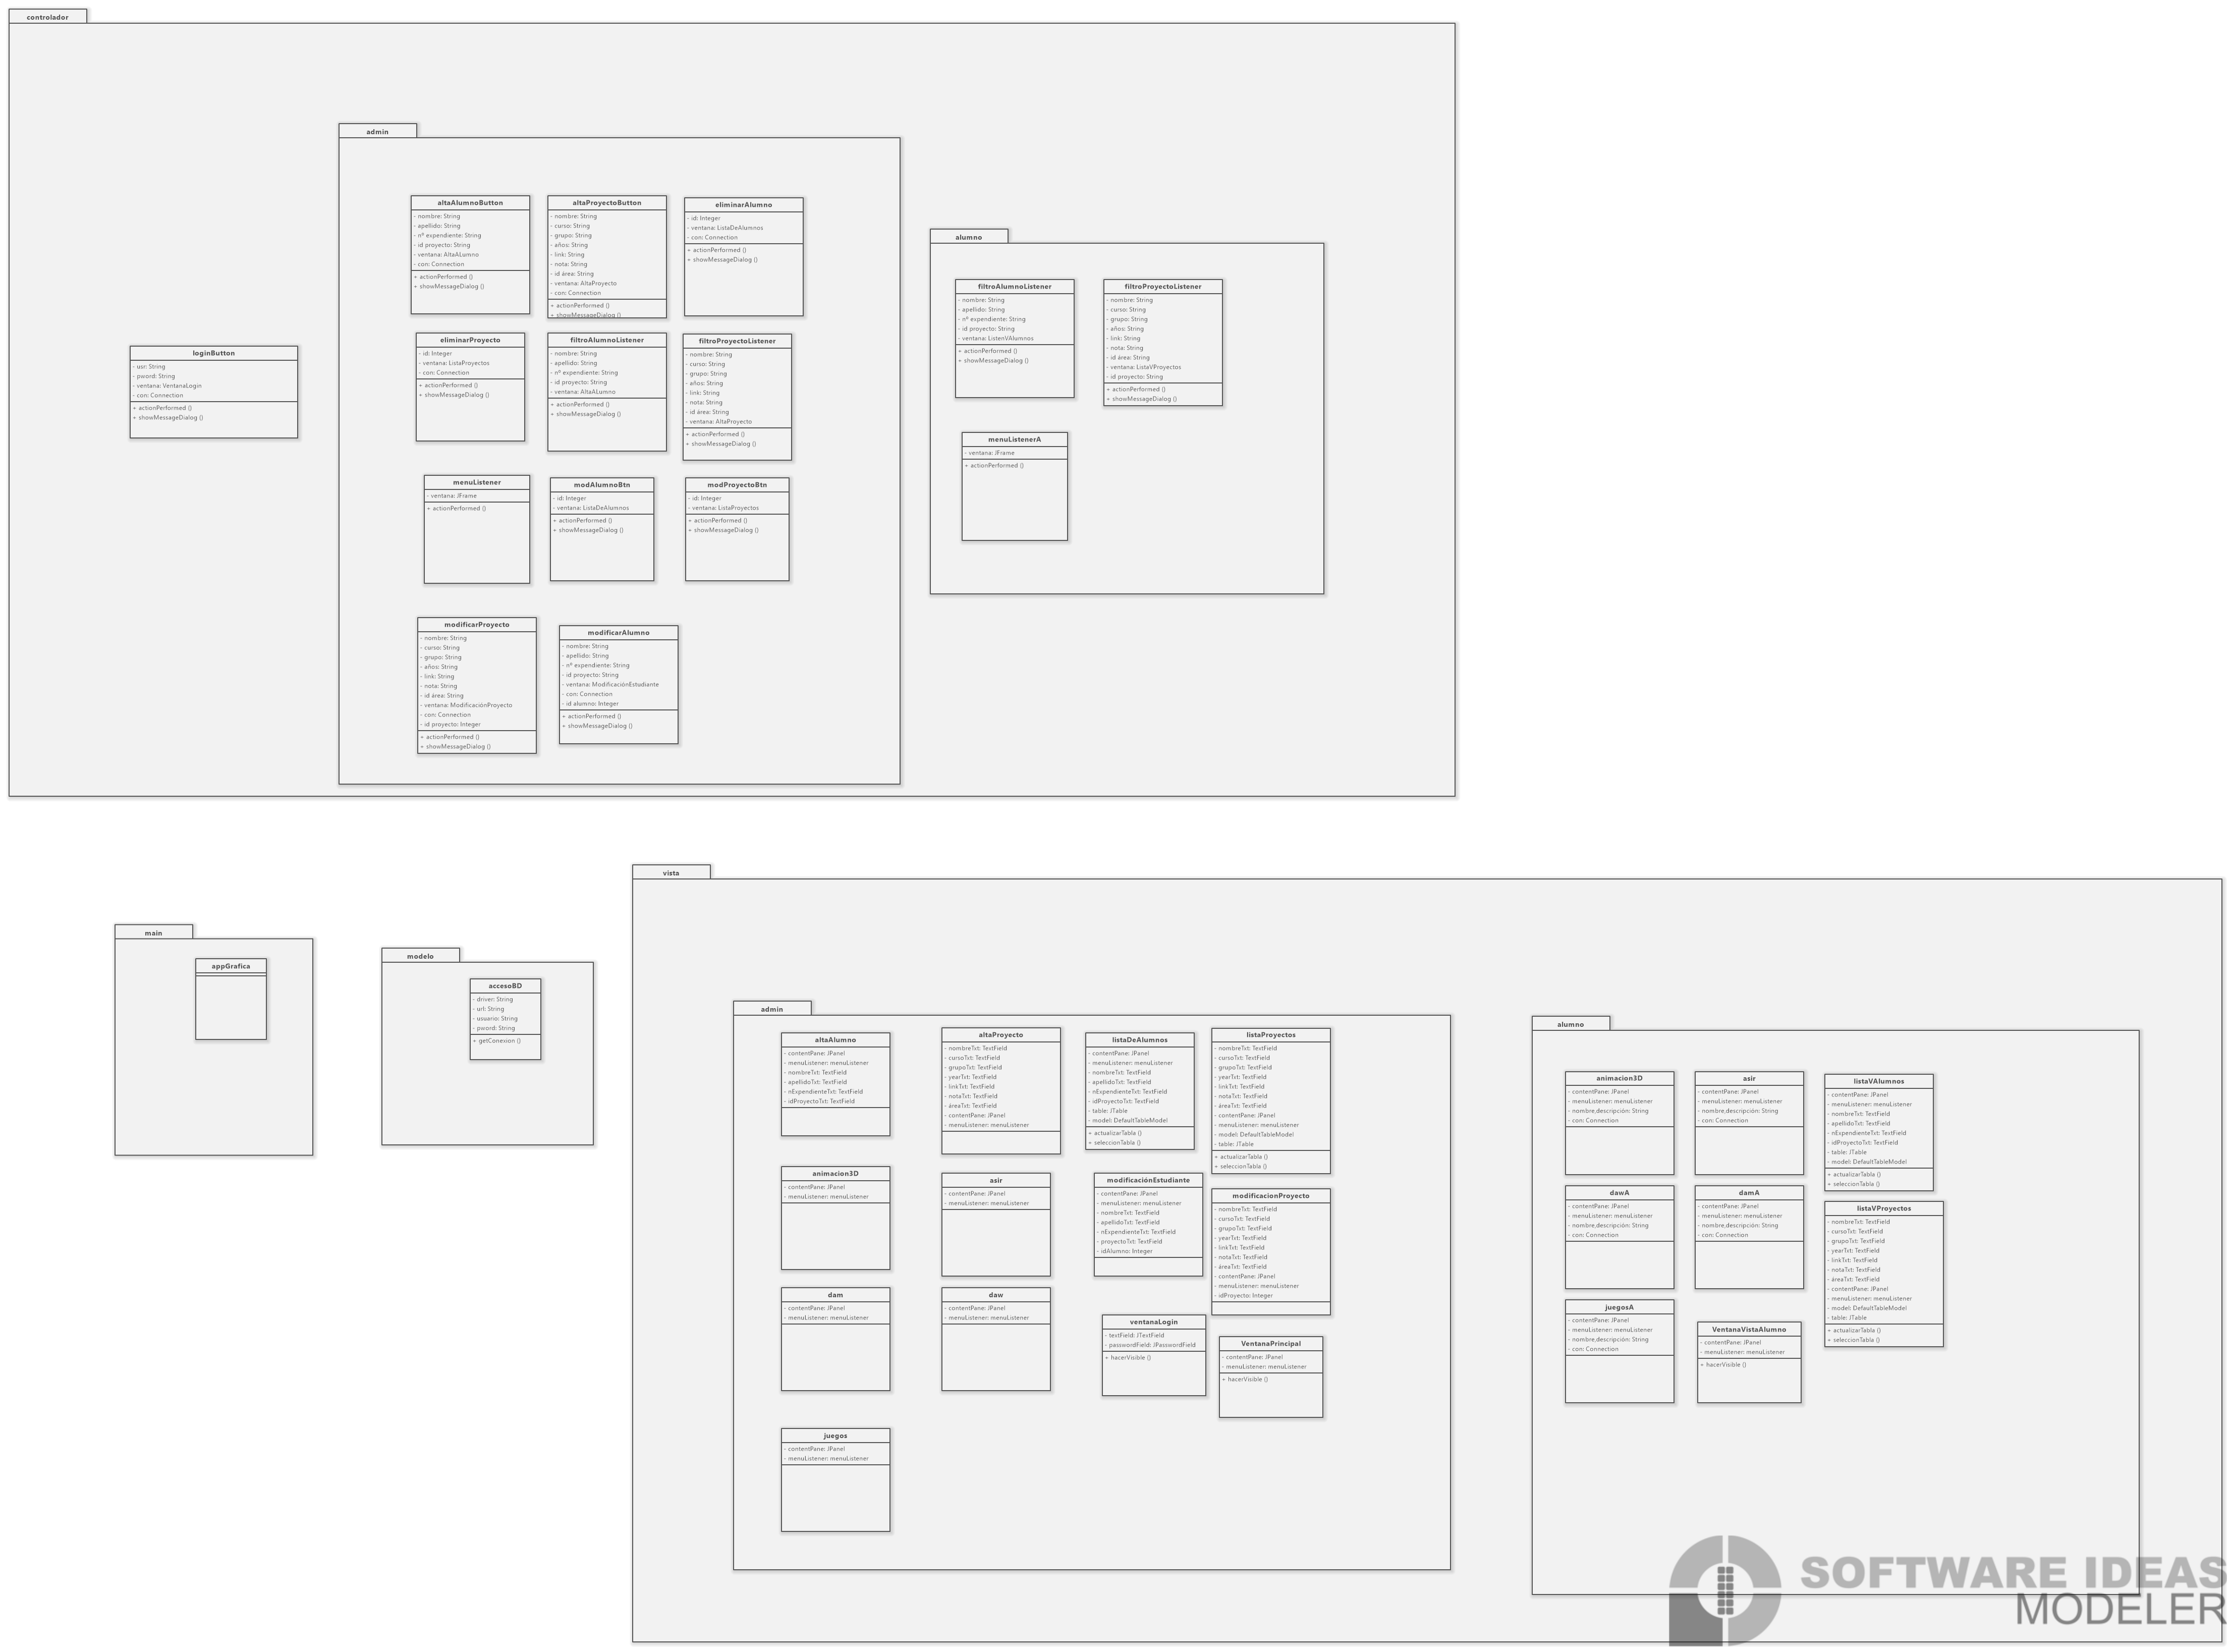 controlador
admin
altaAlumnoButton
- nombre: String
- apellido: String
- nº expendiente: String
- id proyecto: String
- ventana: AltaALumno
- con: Connection
+ actionPerformed ()
+ showMessageDialog ()
altaProyectoButton
- nombre: String
- curso: String
- grupo: String
- años: String
- link: String
- nota: String
- id área: String
- ventana: AltaProyecto
- con: Connection
+ actionPerformed ()
+ showMessageDialog ()
eliminarAlumno
- id: Integer
- ventana: ListaDeAlumnos
- con: Connection
+ actionPerformed ()
+ showMessageDialog ()
loginButton
- usr: String
- pword: String
- ventana: VentanaLogin
- con: Connection
+ actionPerformed ()
+ showMessageDialog ()
eliminarProyecto
- id: Integer
- ventana: ListaProyectos
- con: Connection
+ actionPerformed ()
+ showMessageDialog ()
filtroAlumnoListener
- nombre: String
- apellido: String
- nº expendiente: String
- id proyecto: String
- ventana: AltaALumno
+ actionPerformed ()
+ showMessageDialog ()
filtroProyectoListener
- nombre: String
- curso: String
- grupo: String
- años: String
- link: String
- nota: String
- id área: String
- ventana: AltaProyecto
+ actionPerformed ()
+ showMessageDialog ()
menuListener
- ventana: JFrame
+ actionPerformed ()
modAlumnoBtn
- id: Integer
- ventana: ListaDeAlumnos
+ actionPerformed ()
+ showMessageDialog ()
modProyectoBtn
- id: Integer
- ventana: ListaProyectos
+ actionPerformed ()
+ showMessageDialog ()
modificarProyecto
- nombre: String
- curso: String
- grupo: String
- años: String
- link: String
- nota: String
- id área: String
- ventana: ModificaciónProyecto
- con: Connection
- id proyecto: Integer
+ actionPerformed ()
+ showMessageDialog ()
modificarAlumno
- nombre: String
- apellido: String
- nº expendiente: String
- id proyecto: String
- ventana: ModificaciónEstudiante
- con: Connection
- id alumno: Integer
+ actionPerformed ()
+ showMessageDialog ()
alumno
filtroAlumnoListener
- nombre: String
- apellido: String
- nº expendiente: String
- id proyecto: String
- ventana: ListenVAlumnos
+ actionPerformed ()
+ showMessageDialog ()
filtroProyectoListener
- nombre: String
- curso: String
- grupo: String
- años: String
- link: String
- nota: String
- id área: String
- ventana: ListaVProyectos
- id proyecto: String
+ actionPerformed ()
+ showMessageDialog ()
menuListenerA
- ventana: JFrame
+ actionPerformed ()
main
appGrafica
modelo
accesoBD
- driver: String
- url: String
- usuario: String
- pword: String
+ getConexion ()
vista
admin
altaAlumno
- contentPane: JPanel
- menuListener: menuListener
- nombreTxt: TextField
- apellidoTxt: TextField
- nExpendienteTxt: TextField
- idProyectoTxt: TextField
altaProyecto
- nombreTxt: TextField
- cursoTxt: TextField
- grupoTxt: TextField
- yearTxt: TextField
- linkTxt: TextField
- notaTxt: TextField
- áreaTxt: TextField
- contentPane: JPanel
- menuListener: menuListener
listaDeAlumnos
- contentPane: JPanel
- menuListener: menuListener
- nombreTxt: TextField
- apellidoTxt: TextField
- nExpendienteTxt: TextField
- idProyectoTxt: TextField
- table: JTable
- model: DefaultTableModel
+ actualizarTabla ()
+ seleccionTabla ()
listaProyectos
- nombreTxt: TextField
- cursoTxt: TextField
- grupoTxt: TextField
- yearTxt: TextField
- linkTxt: TextField
- notaTxt: TextField
- áreaTxt: TextField
- contentPane: JPanel
- menuListener: menuListener
- model: DefaultTableModel
- table: JTable
+ actualizarTabla ()
+ seleccionTabla ()
animacion3D
- contentPane: JPanel
- menuListener: menuListener
asir
- contentPane: JPanel
- menuListener: menuListener
modificaciónEstudiante
- contentPane: JPanel
- menuListener: menuListener
- nombreTxt: TextField
- apellidoTxt: TextField
- nExpendienteTxt: TextField
- proyectoTxt: TextField
- idAlumno: Integer
modificacionProyecto
- nombreTxt: TextField
- cursoTxt: TextField
- grupoTxt: TextField
- yearTxt: TextField
- linkTxt: TextField
- notaTxt: TextField
- áreaTxt: TextField
- contentPane: JPanel
- menuListener: menuListener
- idProyecto: Integer
dam
- contentPane: JPanel
- menuListener: menuListener
daw
- contentPane: JPanel
- menuListener: menuListener
ventanaLogin
- textField: JTextField
- passwordField: JPasswordField
+ hacerVisible ()
VentanaPrincipal
- contentPane: JPanel
- menuListener: menuListener
+ hacerVisible ()
juegos
- contentPane: JPanel
- menuListener: menuListener
alumno
animacion3D
- contentPane: JPanel
- menuListener: menuListener
- nombre,descripción: String
- con: Connection
asir
- contentPane: JPanel
- menuListener: menuListener
- nombre,descripción: String
- con: Connection
listaVAlumnos
- contentPane: JPanel
- menuListener: menuListener
- nombreTxt: TextField
- apellidoTxt: TextField
- nExpendienteTxt: TextField
- idProyectoTxt: TextField
- table: JTable
- model: DefaultTableModel
+ actualizarTabla ()
+ seleccionTabla ()
dawA
- contentPane: JPanel
- menuListener: menuListener
- nombre,descripción: String
- con: Connection
damA
- contentPane: JPanel
- menuListener: menuListener
- nombre,descripción: String
- con: Connection
listaVProyectos
- nombreTxt: TextField
- cursoTxt: TextField
- grupoTxt: TextField
- yearTxt: TextField
- linkTxt: TextField
- notaTxt: TextField
- áreaTxt: TextField
- contentPane: JPanel
- menuListener: menuListener
- model: DefaultTableModel
- table: JTable
+ actualizarTabla ()
+ seleccionTabla ()
juegosA
- contentPane: JPanel
- menuListener: menuListener
- nombre,descripción: String
- con: Connection
VentanaVistaAlumno
- contentPane: JPanel
- menuListener: menuListener
+ hacerVisible ()
SOFTWARE IDEAS
MODELER